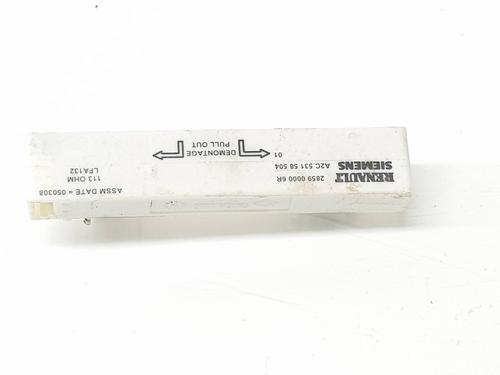 RENAULT
SIEMENS
2859 0000 6R
A2C 531 58 504
01
DEMONTAGE
PULL OUT
113 OHM
LFA132
ASSM DATE = 050308